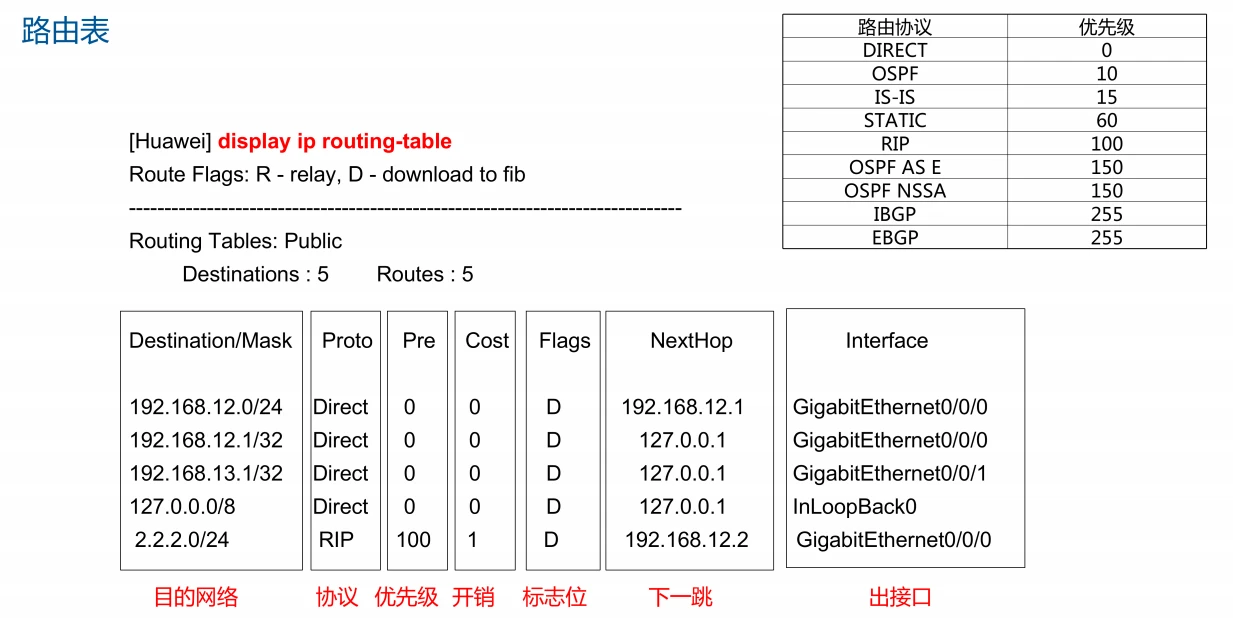 路由表
路由协议 优先级
DIRECT 0
OSPF 10
IS-IS 15
STATIC 60
RIP 100
OSPF AS E 150
OSPF NSSA 150
IBGP 255
EBGP 255
[Huawei] display ip routing-table
Route Flags: R - relay, D - download to fib
-------------------------------------------------------------------------------
Routing Tables: Public
Destinations : 5 Routes : 5
Destination/Mask Proto Pre Cost Flags NextHop Interface
192.168.12.0/24 Direct 0 0 D 192.168.12.1 GigabitEthernet0/0/0
192.168.12.1/32 Direct 0 0 D 127.0.0.1 GigabitEthernet0/0/0
192.168.13.1/32 Direct 0 0 D 127.0.0.1 GigabitEthernet0/0/1
127.0.0.0/8 Direct 0 0 D 127.0.0.1 InLoopBack0
2.2.2.0/24 RIP 100 1 D 192.168.12.2 GigabitEthernet0/0/0
目的网络 协议 优先级 开销 标志位 下一跳 出接口